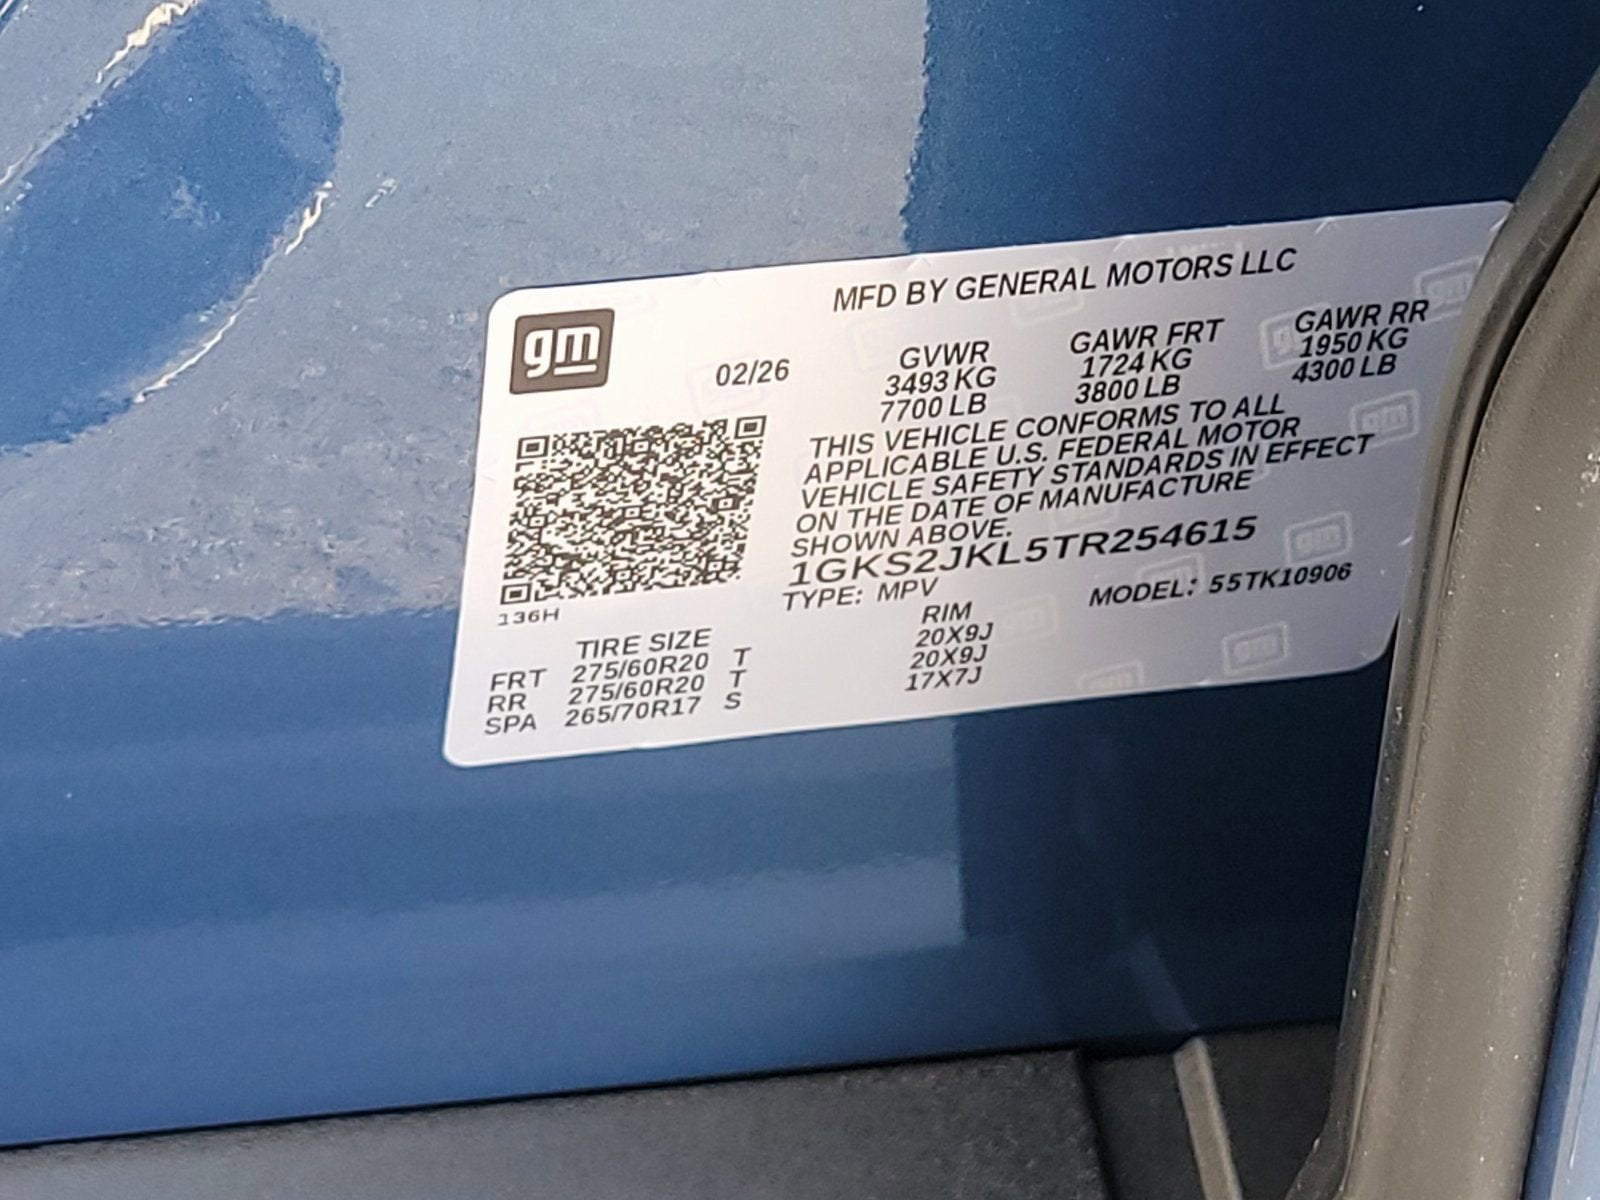 MFD BY GENERAL MOTORS LLC
gm
02/26
GVWR GAWR FRT GAWR RR
3493 KG 1724 KG 1950 KG
7700 LB 3800 LB 4300 LB
THIS VEHICLE CONFORMS TO ALL
APPLICABLE U.S. FEDERAL MOTOR
VEHICLE SAFETY STANDARDS IN EFFECT
ON THE DATE OF MANUFACTURE
SHOWN ABOVE.
1GKS2JKL5TR254615
136H
TYPE: MPV MODEL: 55TK10906
TIRE SIZE RIM
FRT 275/60R20 T 20X9J
RR 275/60R20 T 20X9J
SPA 265/70R17 S 17X7J